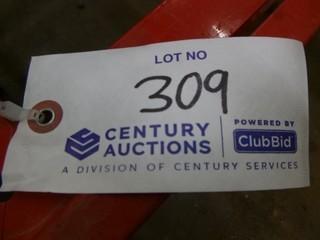 LOT NO
309
CENTURY AUCTIONS
POWERED BY
ClubBid
A DIVISION OF CENTURY SERVICES